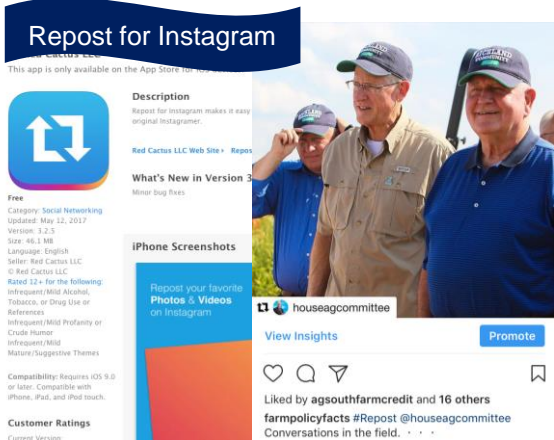 Repost for Instagram
This app is only available on the App Store for iOS
Description
Repost for Instagram makes it easy
original Instagramer.
Red Cactus LLC Web Site
Repos
What's New in Version 3
Minor bug fixes
Free
Category: Social Networking
Updated: May 12, 2017
Version: 3.2.5
Size: 46.1 MB
Language: English
Seller: Red Cactus LLC
© Red Cactus LLC
Rated 12+ for the following:
Infrequent/Mild Alcohol,
Tobacco, or Drug Use or
References
Infrequent/Mild Profanity or
Crude Humor
Infrequent/Mild
Mature/Suggestive Themes
Compatibility: Requires iOS 9.0
or later. Compatible with
iPhone, iPad, and iPod touch.
Customer Ratings
Current Version
iPhone Screenshots
Repost your favorite
Photos & Videos
on Instagram
houseagcommittee
View Insights
Promote
Liked by agsouthfarmcredit and 16 others
farmpolicyfacts #Repost @houseagcommittee
Conversations in the field. · · ·